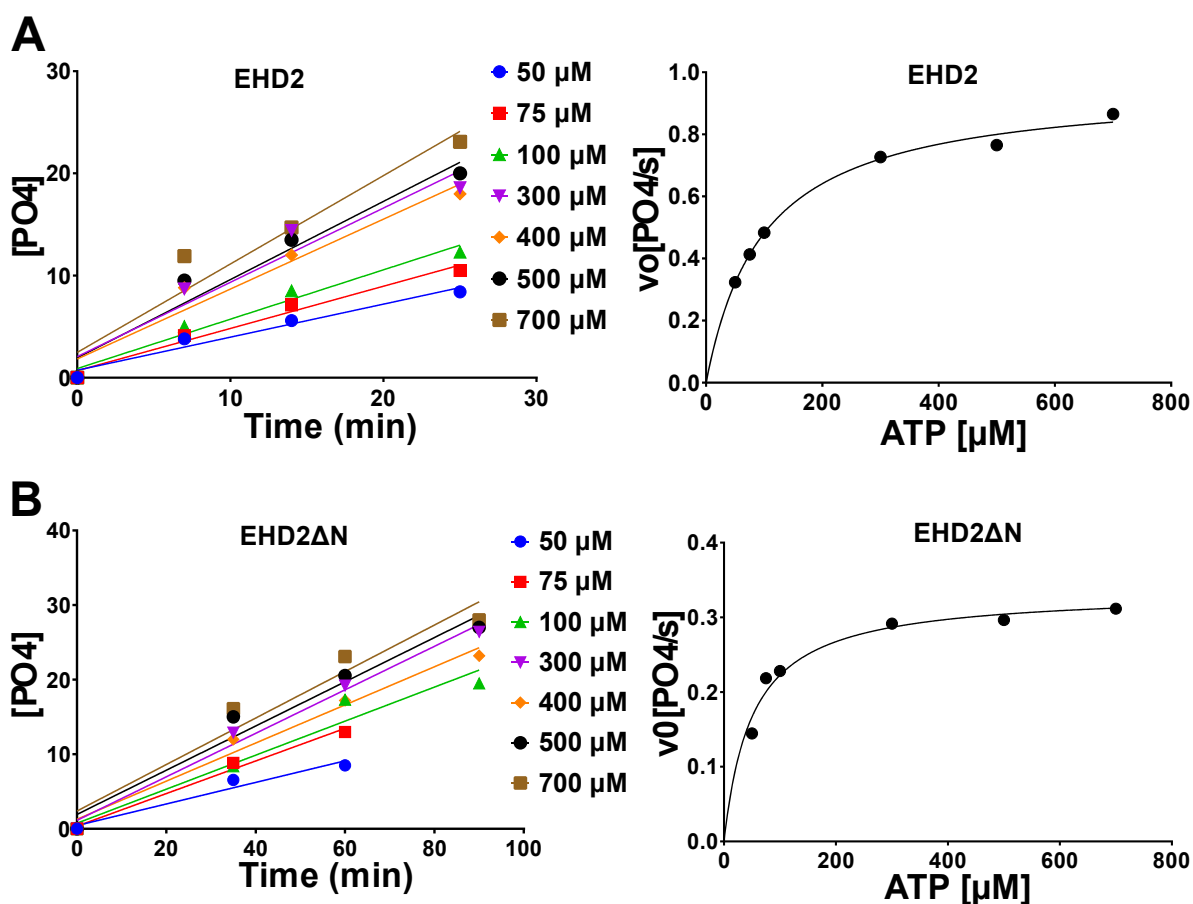 A
EHD2
[PO4]
30
20
10
0
0
10
20
30
Time (min)
50 µM
75 µM
100 µM
300 µM
400 µM
500 µM
700 µM
EHD2
vo[PO4/s]
1.0
0.8
0.6
0.4
0.2
0.0
0
200
400
600
800
ATP [µM]
B
EHD2ΔN
[PO4]
40
30
20
10
0
0
20
40
60
80
100
Time (min)
50 µM
75 µM
100 µM
300 µM
400 µM
500 µM
700 µM
EHD2ΔN
v0[PO4/s]
0.4
0.3
0.2
0.1
0.0
0
200
400
600
800
ATP [µM]